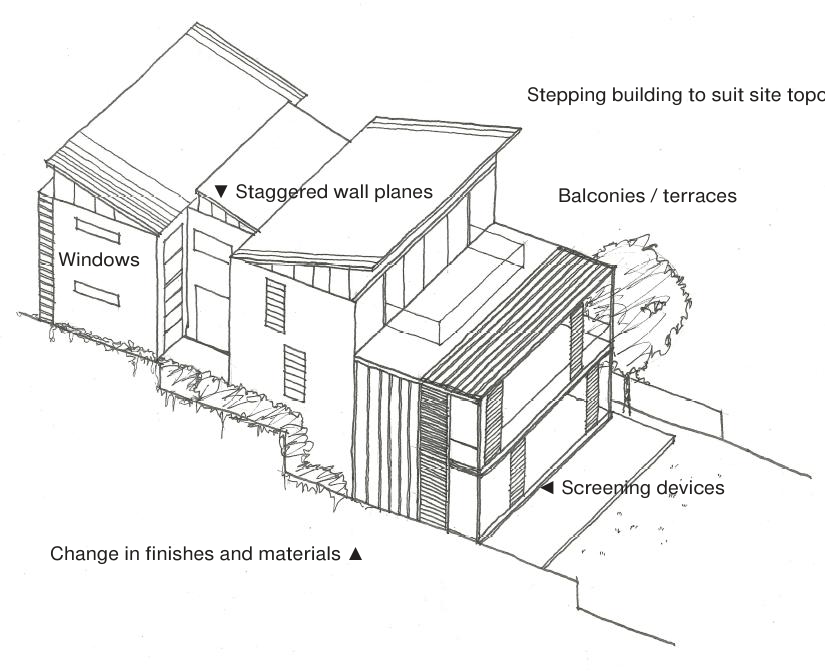 Stepping building to suit site topo
▼ Staggered wall planes
Balconies / terraces
Windows
◄ Screening devices
Change in finishes and materials ▲